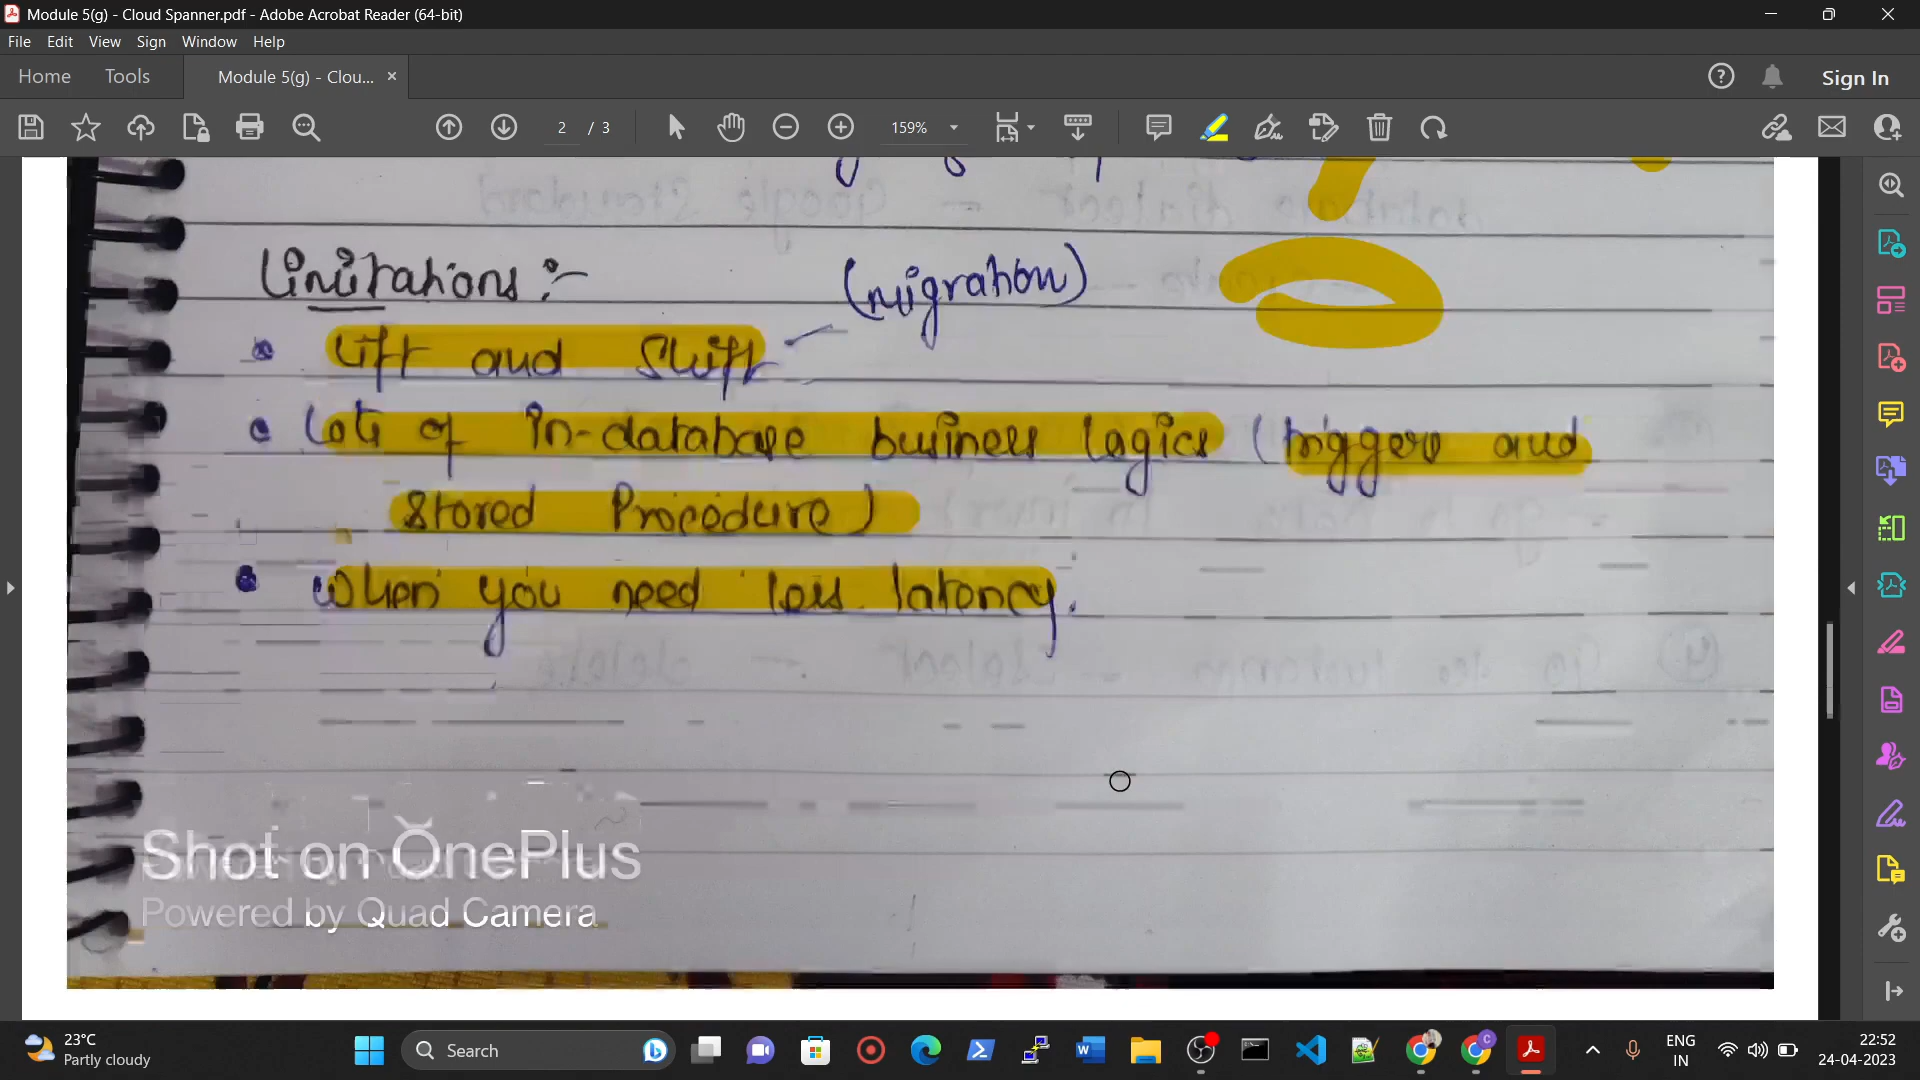 Module 5(g) - Cloud Spanner.pdf - Adobe Acrobat Reader (64-bit)
File Edit View Sign Window Help
Home Tools Module 5(g) - Clou... × Sign In
2 / 3 159%
Limitations :-
(migration)
• Lift and Shift
• Lots of in-database business logics (triggers and
Stored Procedure)
• When you need less latency.
Shot on OnePlus
Powered by Quad Camera
23°C
Partly cloudy
Search
ENG
IN
22:52
24-04-2023